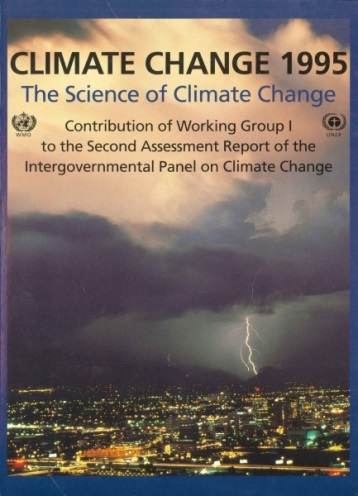 CLIMATE CHANGE 1995
The Science of Climate Change
Contribution of Working Group I
to the Second Assessment Report of the
Intergovernmental Panel on Climate Change
WMO
UNEP